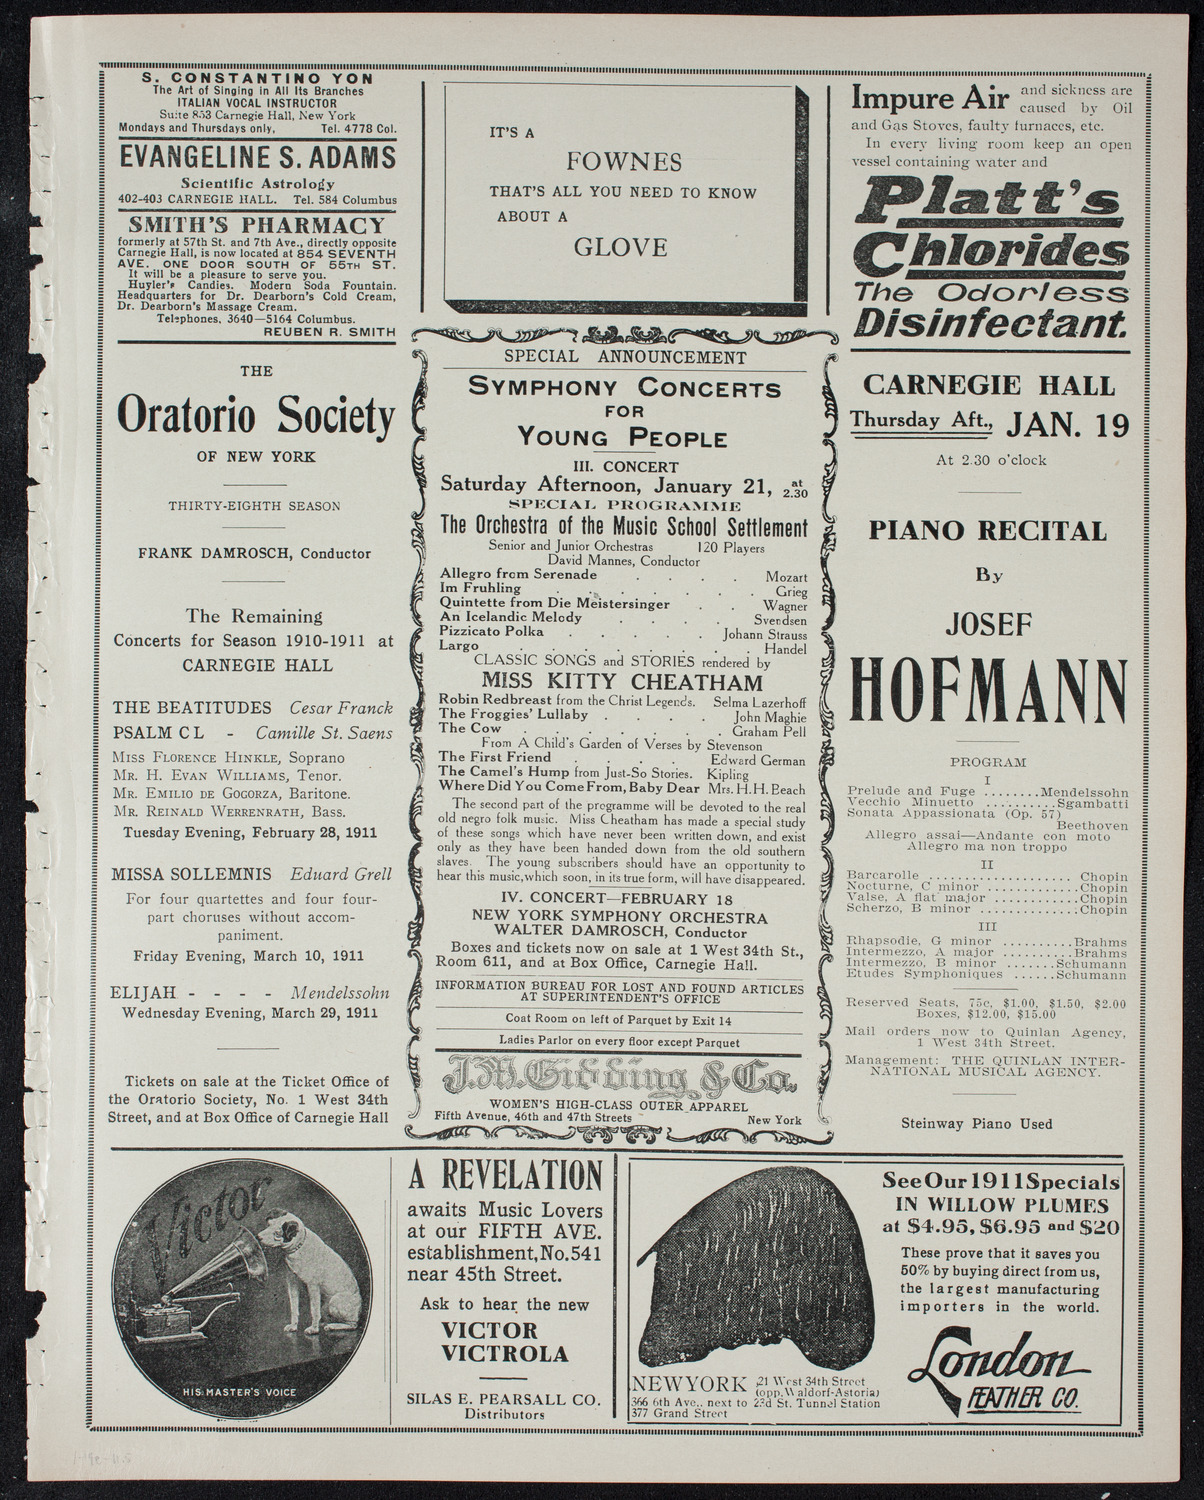 S. CONSTANTINO YON
The Art of Singing in All Its Branches
ITALIAN VOCAL INSTRUCTOR
Suite 853 Carnegie Hall, New York
Mondays and Thursdays only, Tel. 4778 Col.
EVANGELINE S. ADAMS
Scientific Astrology
402-403 CARNEGIE HALL. Tel. 584 Columbus
SMITH'S PHARMACY
formerly at 57th St. and 7th Ave., directly opposite
Carnegie Hall, is now located at 854 SEVENTH
AVE. ONE DOOR SOUTH OF 55TH ST.
It will be a pleasure to serve you.
Huyler's Candies. Modern Soda Fountain.
Headquarters for Dr. Dearborn's Cold Cream,
Dr. Dearborn's Massage Cream.
Telephones, 3640—5164 Columbus.
REUBEN R. SMITH
THE
Oratorio Society
OF NEW YORK
THIRTY-EIGHTH SEASON
FRANK DAMROSCH, Conductor
The Remaining
Concerts for Season 1910-1911 at
CARNEGIE HALL
THE BEATITUDES Cesar Franck
PSALM CL - Camille St. Saens
MISS FLORENCE HINKLE, Soprano
MR. H. EVAN WILLIAMS, Tenor.
MR. EMILIO DE GOGORZA, Baritone.
MR. REINALD WERRENRATH, Bass.
Tuesday Evening, February 28, 1911
MISSA SOLLEMNIS Eduard Grell
For four quartettes and four four-
part choruses without accom-
paniment.
Friday Evening, March 10, 1911
ELIJAH - - - - Mendelssohn
Wednesday Evening, March 29, 1911
Tickets on sale at the Ticket Office of
the Oratorio Society, No. 1 West 34th
Street, and at Box Office of Carnegie Hall
IT'S A
FOWNES
THAT'S ALL YOU NEED TO KNOW
ABOUT A
GLOVE
SPECIAL ANNOUNCEMENT
SYMPHONY CONCERTS
FOR
YOUNG PEOPLE
III. CONCERT
Saturday Afternoon, January 21, at 2.30
SPECIAL PROGRAMME
The Orchestra of the Music School Settlement
Senior and Junior Orchestras 120 Players
David Mannes, Conductor
Allegro from Serenade . . . . Mozart
Im Fruhling . . . . . . . Grieg
Quintette from Die Meistersinger . . Wagner
An Icelandic Melody . . . . Svendsen
Pizzicato Polka . . . . . Johann Strauss
Largo . . . . . . . . Handel
CLASSIC SONGS and STORIES rendered by
MISS KITTY CHEATHAM
Robin Redbreast from the Christ Legends. Selma Lazerhoff
The Froggies' Lullaby . . . . John Maghie
The Cow . . . . . . . . Graham Pell
From A Child's Garden of Verses by Stevenson
The First Friend . . . . Edward German
The Camel's Hump from Just-So Stories. Kipling
Where Did You Come From, Baby Dear Mrs. H. H. Beach
The second part of the programme will be devoted to the real
old negro folk music. Miss Cheatham has made a special study
of these songs which have never been written down, and exist
only as they have been handed down from the old southern
slaves. The young subscribers should have an opportunity to
hear this music, which soon, in its true form, will have disappeared.
IV. CONCERT—FEBRUARY 18
NEW YORK SYMPHONY ORCHESTRA
WALTER DAMROSCH, Conductor
Boxes and tickets now on sale at 1 West 34th St.,
Room 611, and at Box Office, Carnegie Hall.
INFORMATION BUREAU FOR LOST AND FOUND ARTICLES
AT SUPERINTENDENT'S OFFICE
Coat Room on left of Parquet by Exit 14
Ladies Parlor on every floor except Parquet
J.M. Gidding & Co.
WOMEN'S HIGH-CLASS OUTER APPAREL
Fifth Avenue, 46th and 47th Streets New York
Impure Air and sickness are
caused by Oil
and Gas Stoves, faulty furnaces, etc.
In every living room keep an open
vessel containing water and
Platt's
Chlorides
The Odorless
Disinfectant.
CARNEGIE HALL
Thursday Aft., JAN. 19
At 2.30 o'clock
PIANO RECITAL
By
JOSEF
HOFMANN
PROGRAM
I
Prelude and Fugue ........Mendelssohn
Vecchio Minuetto ..........Sgambatti
Sonata Appassionata (Op. 57)
Beethoven
Allegro assai—Andante con moto
Allegro ma non troppo
II
Barcarolle .................... Chopin
Nocturne, C minor ............Chopin
Valse, A flat major ...........Chopin
Scherzo, B minor .............Chopin
III
Rhapsodie, G minor ..........Brahms
Intermezzo, A major ..........Brahms
Intermezzo, B minor .......Schumann
Etudes Symphoniques ......Schumann
Reserved Seats, 75c, $1.00, $1.50, $2.00
Boxes, $12.00, $15.00
Mail orders now to Quinlan Agency,
1 West 34th Street.
Management: THE QUINLAN INTER-
NATIONAL MUSICAL AGENCY.
Steinway Piano Used
Victor
HIS MASTER'S VOICE
A REVELATION
awaits Music Lovers
at our FIFTH AVE.
establishment, No. 541
near 45th Street.
Ask to hear the new
VICTOR
VICTROLA
SILAS E. PEARSALL CO.
Distributors
See Our 1911 Specials
IN WILLOW PLUMES
at $4.95, $6.95 and $20
These prove that it saves you
50% by buying direct from us,
the largest manufacturing
importers in the world.
London
FEATHER CO.
NEW YORK 21 West 34th Street
(opp. Waldorf-Astoria)
366 6th Ave., next to 23d St. Tunnel Station
377 Grand Street